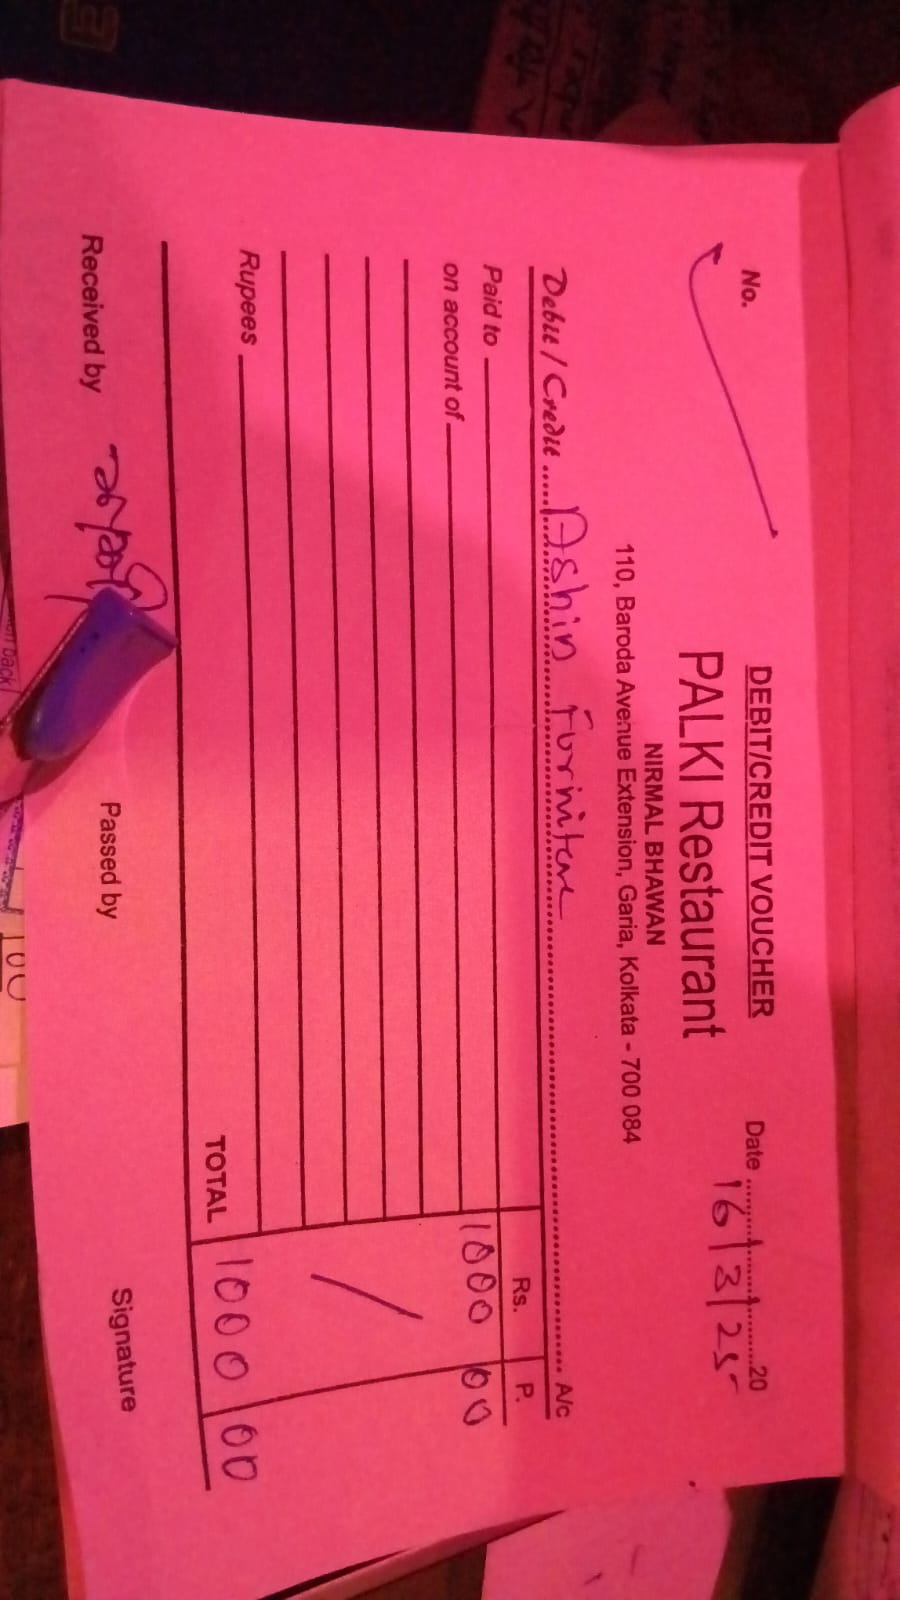 DEBIT/CREDIT VOUCHER
No.
Date ....................20
16/3/25
PALKI Restaurant
NIRMAL BHAWAN
110, Baroda Avenue Extension, Garia, Kolkata - 700 084
Debit / Credit ..... Ashin Furniture ..... A/c
Rs. P.
Paid to
1000 00
on account of
Rupees
TOTAL 1000 00
Received by
Passed by
Signature
100